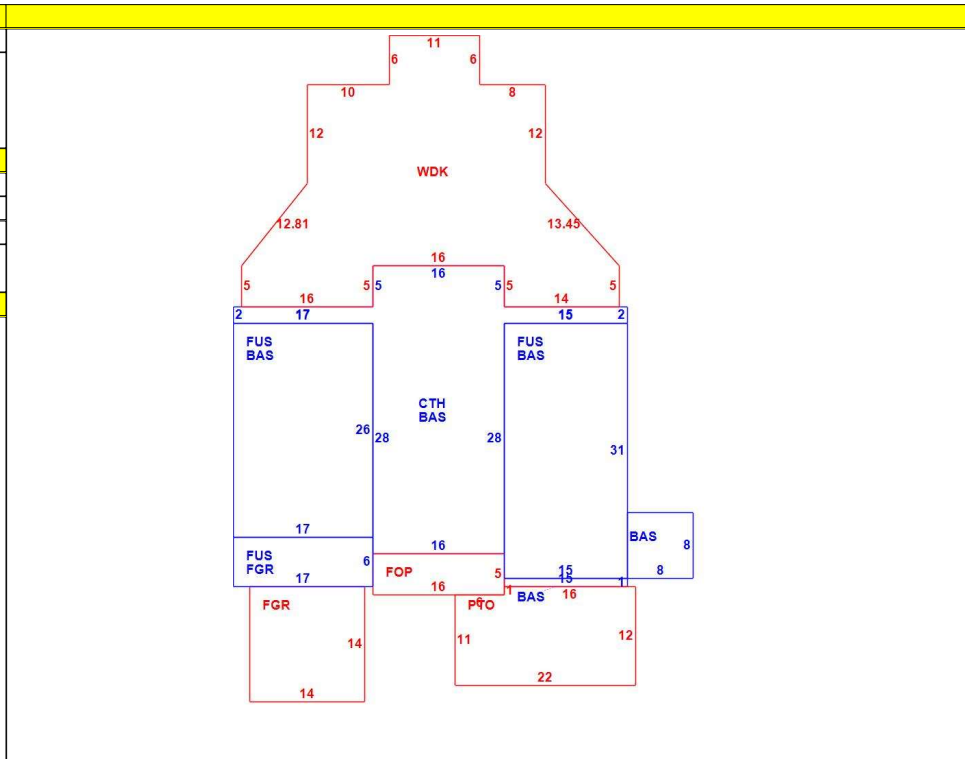 11
6 6
10 8
12 12
WDK
12.81 13.45
16
16
5 5 5 5 5 5
16 14
2 17 15 2
FUS FUS
BAS BAS
CTH
BAS
26 28 28
31
17
16
BAS 8
FUS
FGR
6
FOP 5
15
8
17
15 1
16 1 BAS 16
FGR
6
PTO
14 11 12
22
14